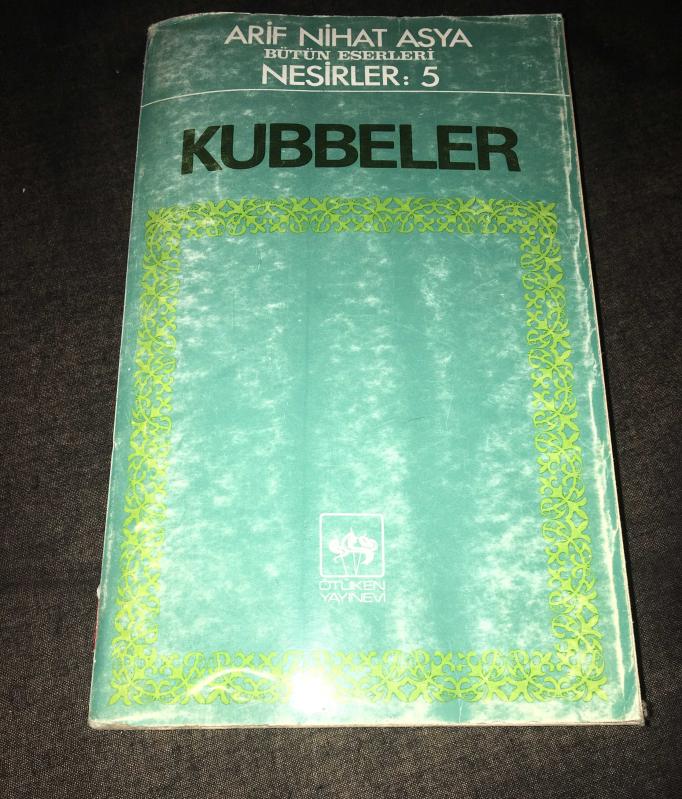 ARİF NİHAT ASYA
BÜTÜN ESERLERİ
NESİRLER: 5
KUBBELER
ÖTÜKEN
YAYINEVİ